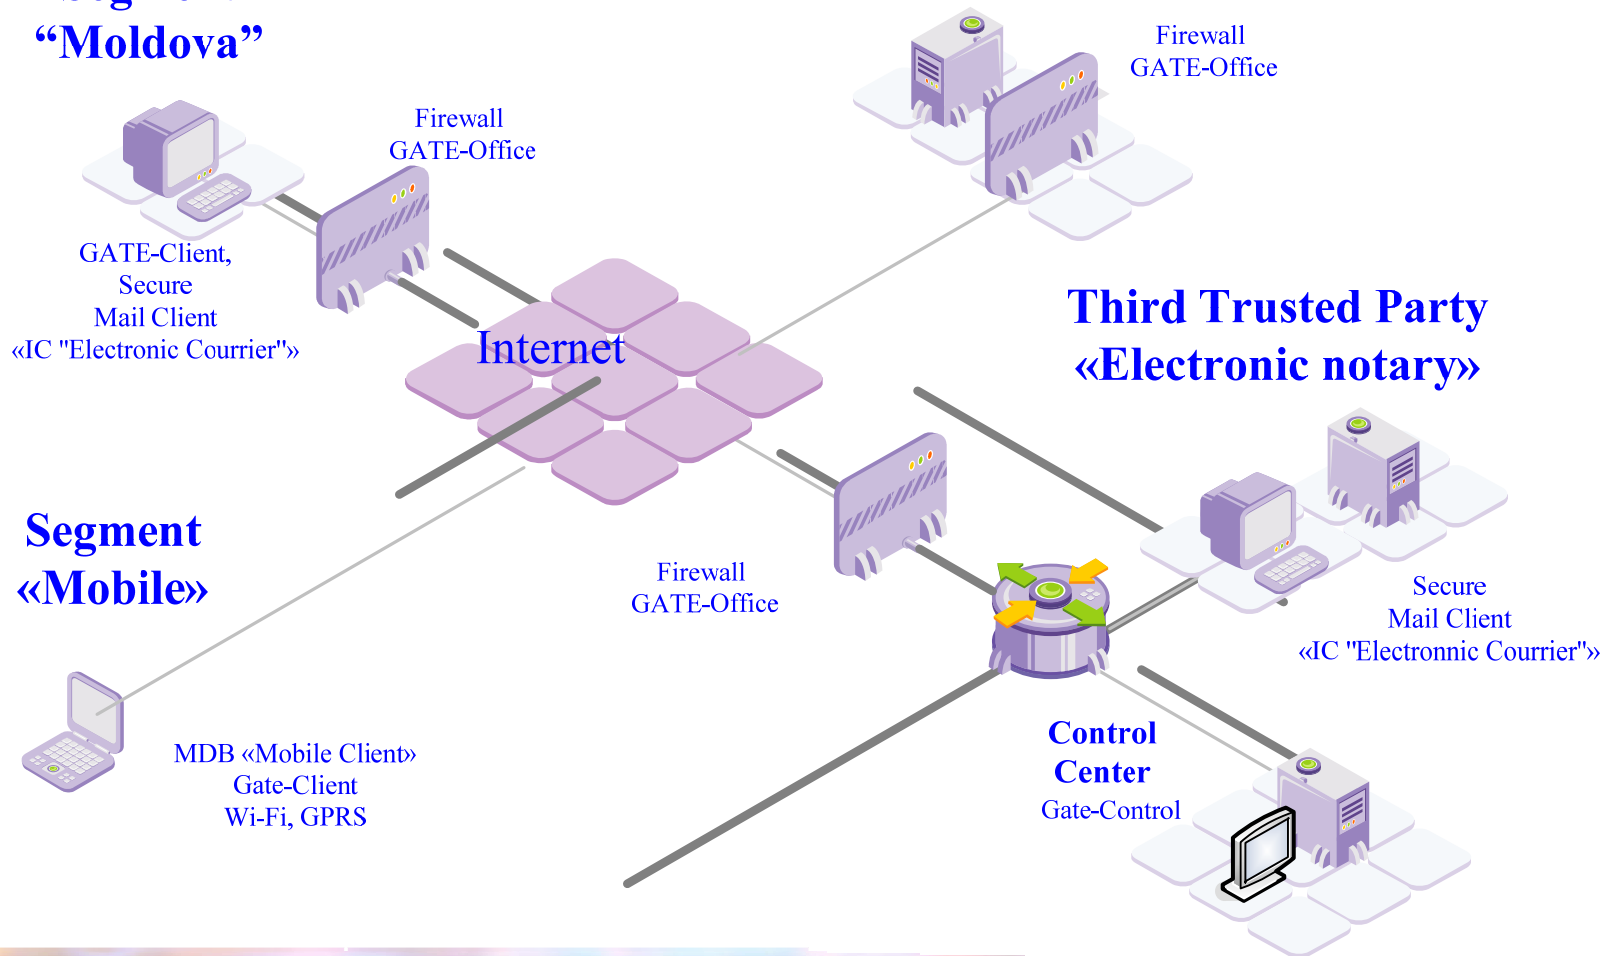 “Moldova”
Firewall
GATE-Office
Firewall
GATE-Office
GATE-Client,
Secure
Mail Client
«IC "Electronic Courrier"»
Internet
Third Trusted Party
«Electronic notary»
Segment
«Mobile»
Firewall
GATE-Office
Secure
Mail Client
«IC "Electronnic Courrier"»
MDB «Mobile Client»
Gate-Client
Wi-Fi, GPRS
Control
Center
Gate-Control